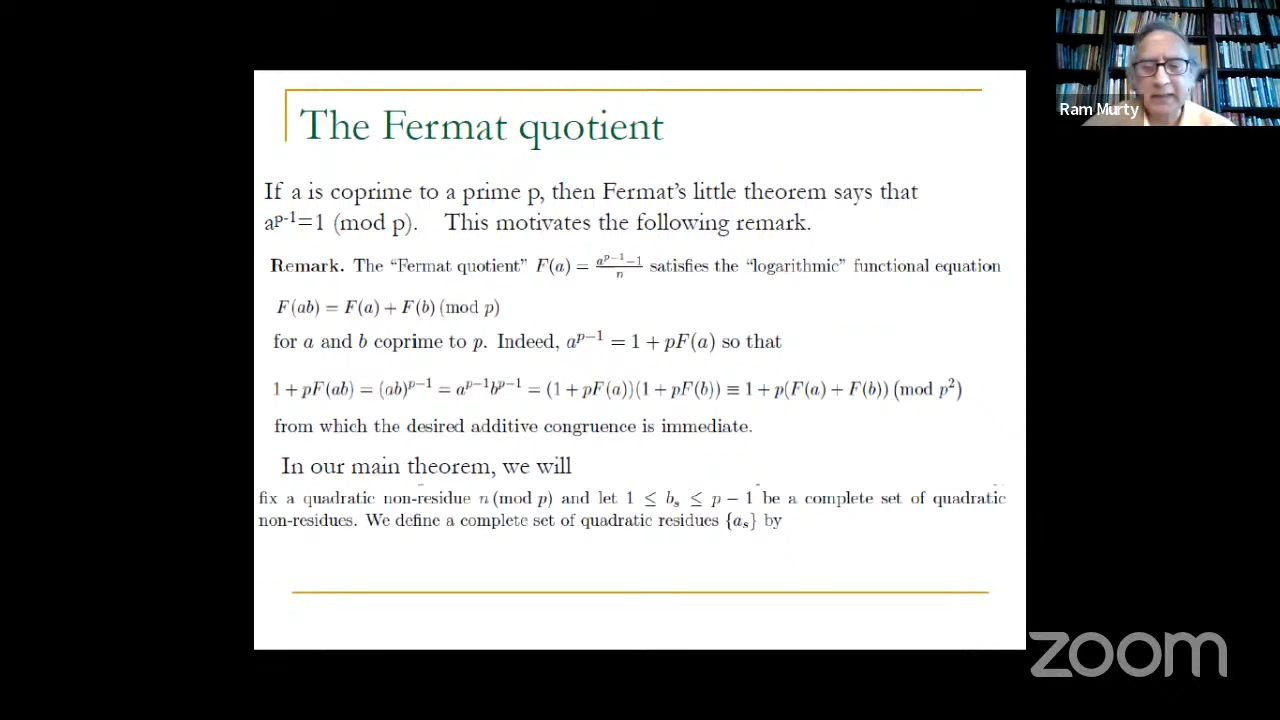 The Fermat quotient
If a is coprime to a prime p, then Fermat's little theorem says that
a^{p-1}=1 (mod p). This motivates the following remark.
Remark. The “Fermat quotient” F(a) = \frac{a^{p-1}-1}{n} satisfies the “logarithmic” functional equation
F(ab) = F(a) + F(b) (mod p)
for a and b coprime to p. Indeed, a^{p−1} = 1 + pF(a) so that
1 + pF(ab) = (ab)^{p−1} = a^{p−1}b^{p−1} = (1 + pF(a))(1 + pF(b)) ≡ 1 + p(F(a) + F(b)) (mod p^2)
from which the desired additive congruence is immediate.
In our main theorem, we will
fix a quadratic non-residue n (mod p) and let 1 ≤ b_s ≤ p − 1 be a complete set of quadratic
non-residues. We define a complete set of quadratic residues {a_s} by
Ram Murty
zoom